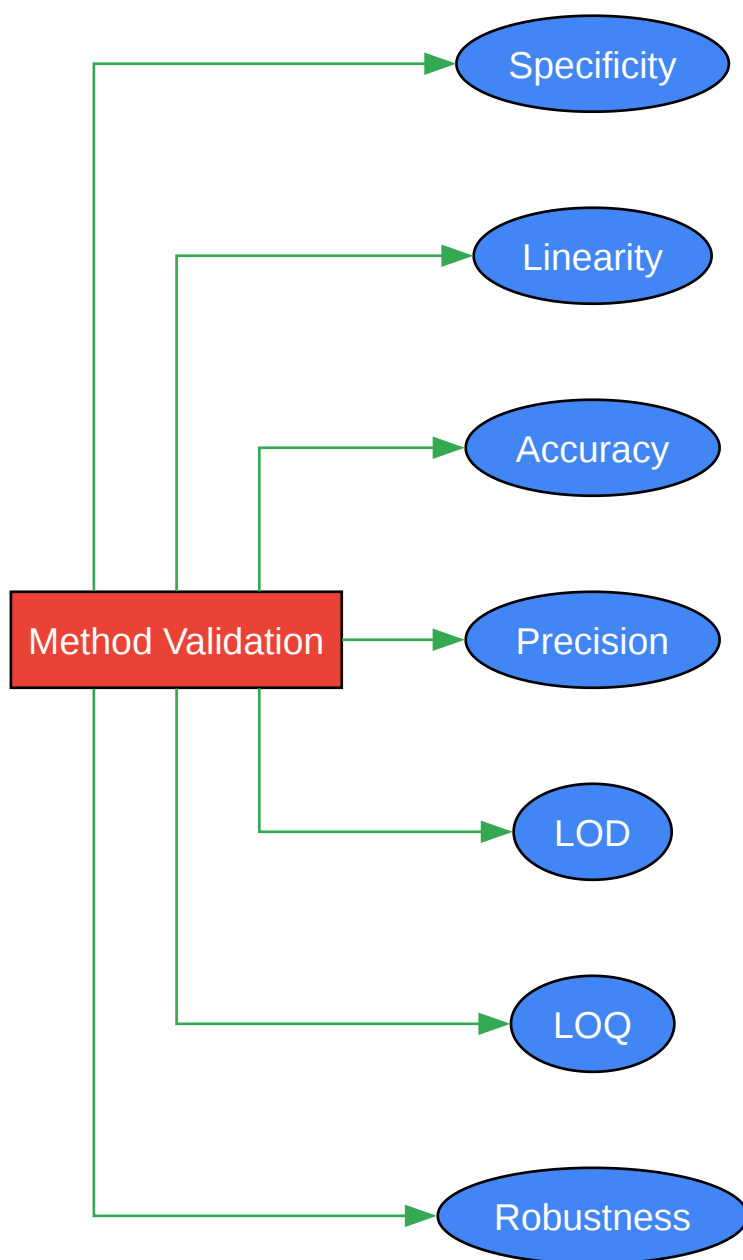 Specificity
Linearity
Accuracy
Method Validation
Precision
LOD
LOQ
Robustness